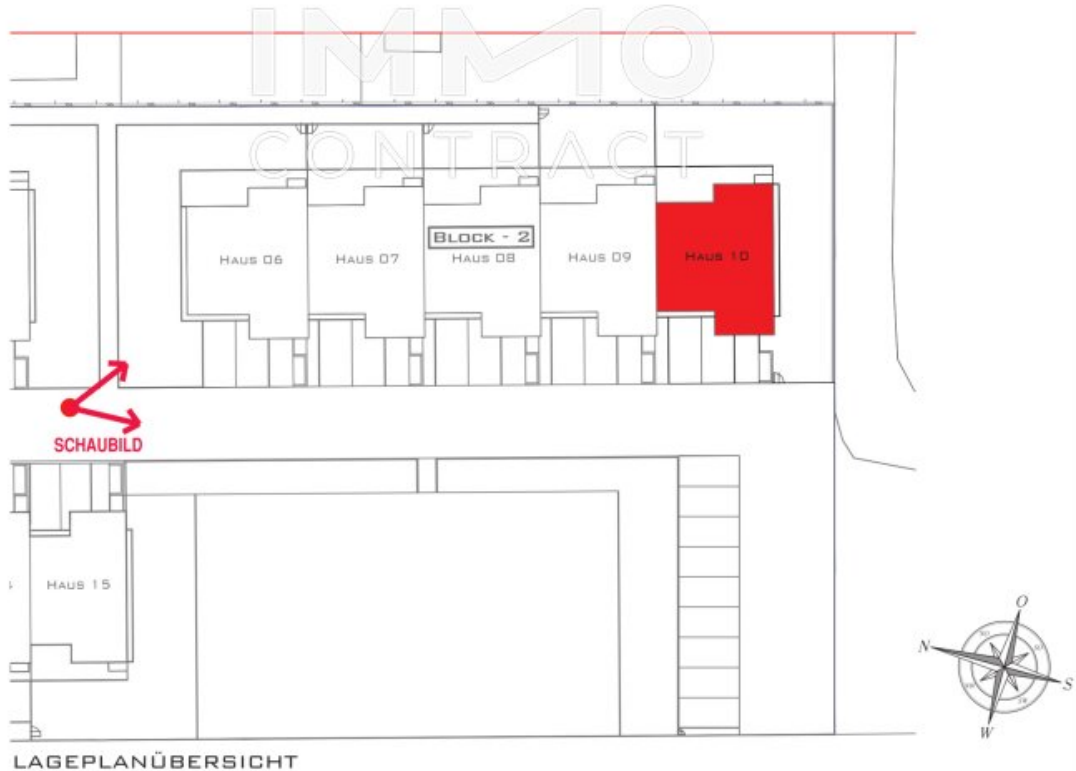 IMMO
CONTRACT
BLOCK - 2
HAUS 06
HAUS 07
HAUS 08
HAUS 09
HAUS 10
SCHAUBILD
HAUS 15
O
N
S
W
LAGEPLANÜBERSICHT